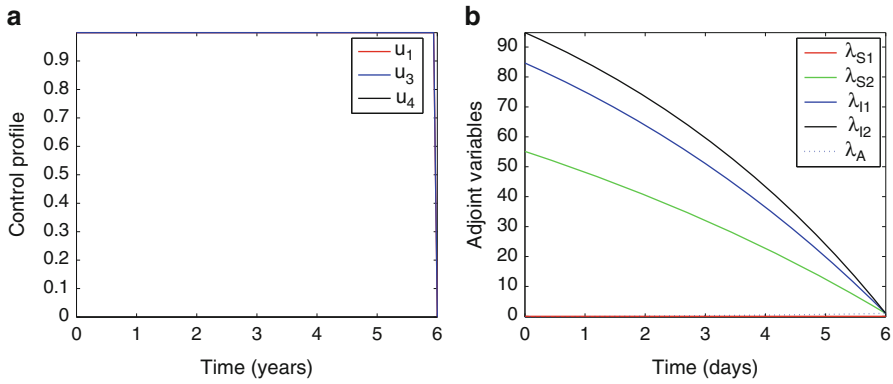 a
0.9
0.8
0.7
0.6
0.5
0.4
0.3
0.2
0.1
0
Control profile
u1
u3
u4
0 1 2 3 4 5 6
Time (years)
b
90
80
70
60
50
40
30
20
10
0
Adjoint variables
λS1
λS2
λI1
λI2
λA
0 1 2 3 4 5 6
Time (days)